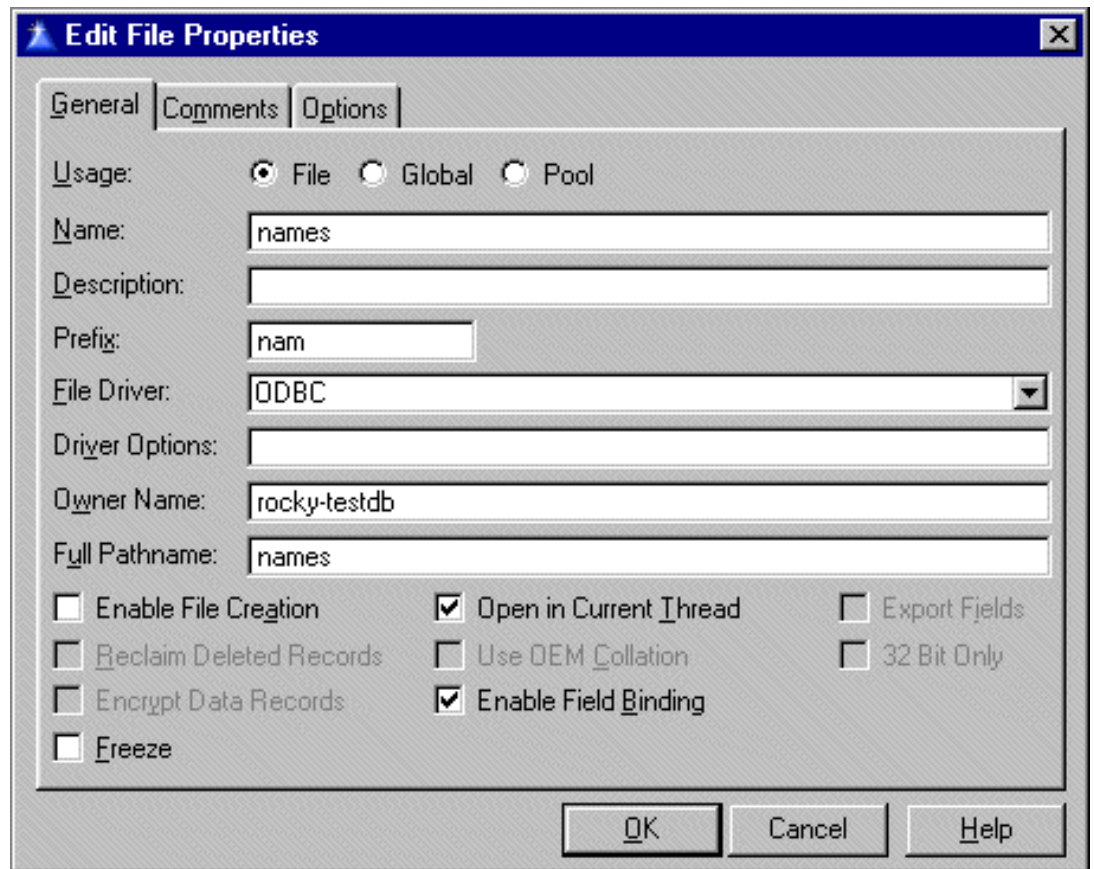 Edit File Properties
General Comments Options
Usage: File Global Pool
Name: names
Description:
Prefix: nam
File Driver: ODBC
Driver Options:
Owner Name: rocky-testdb
Full Pathname: names
Enable File Creation Open in Current Thread Export Fields
Reclaim Deleted Records Use OEM Collation 32 Bit Only
Encrypt Data Records Enable Field Binding
Freeze
OK Cancel Help